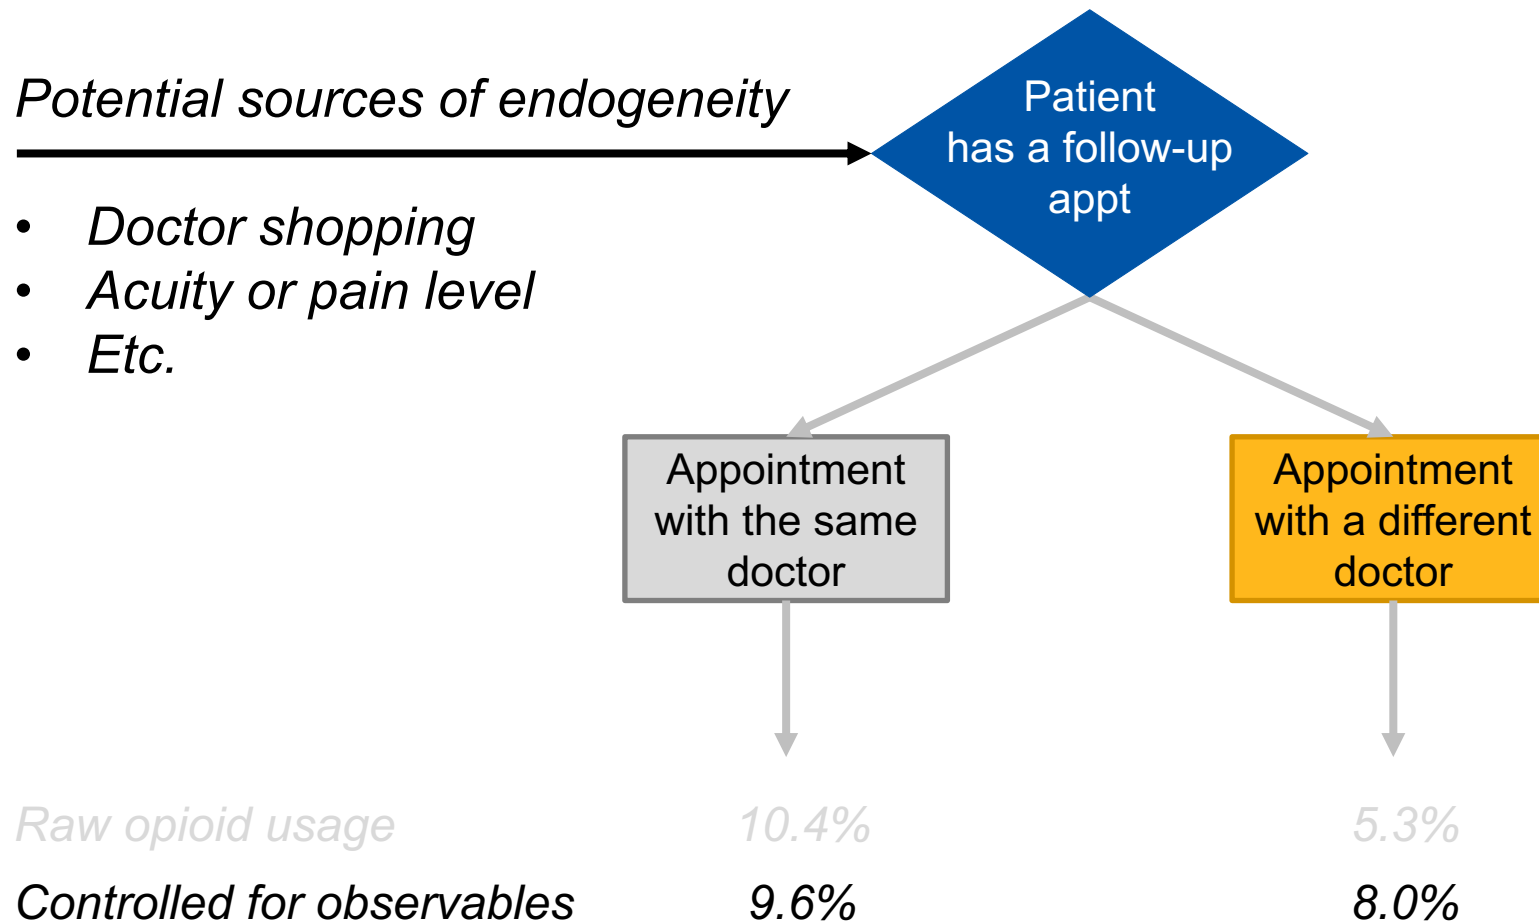 Potential sources of endogeneity
• Doctor shopping
• Acuity or pain level
• Etc.
Patient
has a follow-up
appt
Appointment
with the same
doctor
Appointment
with a different
doctor
Raw opioid usage 10.4% 5.3%
Controlled for observables 9.6% 8.0%